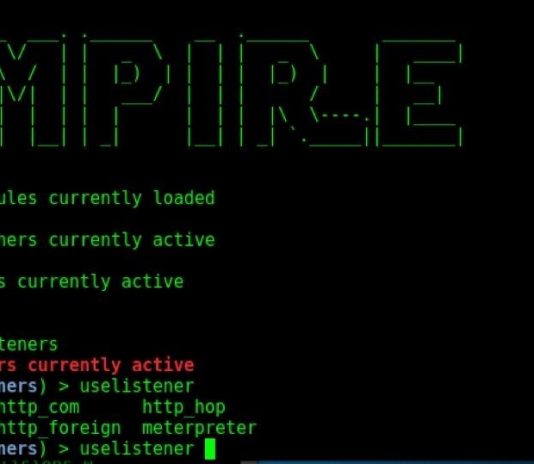 MPIRE
ules currently loaded
ners currently active
s currently active
teners
rs currently active
ners) > uselistener
http_com http_hop
http_foreign meterpreter
ners) > uselistener